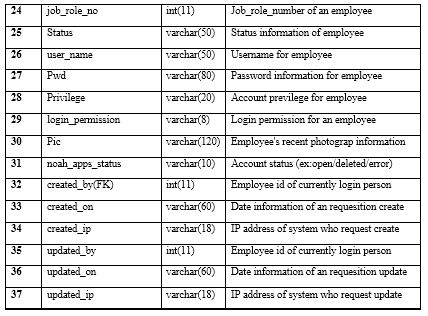 24 job_role_no int(11) Job_role_number of an employee
25 Status varchar(50) Status information of employee
26 user_name varchar(50) Username for employee
27 Pwd varchar(80) Password information for employee
28 Privilege varchar(20) Account previlege for employee
29 login_permission varchar(8) Login permission for an employee
30 Pic varchar(120) Employee's recent photograp information
31 noah_apps_status varchar(10) Account status (ex:open/deleted/error)
32 created_by(FK) int(11) Employee id of currently login person
33 created_on varchar(60) Date information of an requesition create
34 created_ip varchar(18) IP address of system who request create
35 updated_by int(11) Employee id of currently login person
36 updated_on varchar(60) Date information of an requesition update
37 updated_ip varchar(18) IP address of system who request update